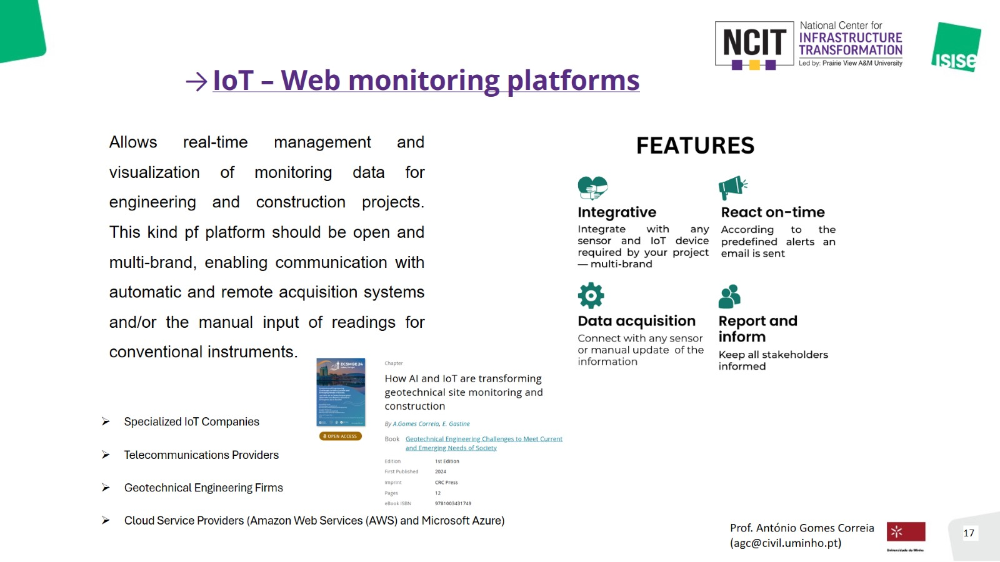 NCIT
National Center for
INFRASTRUCTURE
TRANSFORMATION
Led by: Prairie View A&M University
isise
→ IoT – Web monitoring platforms
Allows real-time management and
visualization of monitoring data for
engineering and construction projects.
This kind pf platform should be open and
multi-brand, enabling communication with
automatic and remote acquisition systems
and/or the manual input of readings for
conventional instruments.
FEATURES
Integrative
Integrate with any
sensor and IoT device
required by your project
— multi-brand
React on-time
According to the
predefined alerts an
email is sent
Data acquisition
Connect with any sensor
or manual update of the
information
Report and
inform
Keep all stakeholders
informed
ECSMGE 24
OPEN ACCESS
Chapter
How AI and IoT are transforming
geotechnical site monitoring and
construction
By A.Gomes Correia, E. Gastine
Book Geotechnical Engineering Challenges to Meet Current
and Emerging Needs of Society
Edition 1st Edition
First Published 2024
Imprint CRC Press
Pages 12
eBook ISBN 9781003431749
➢ Specialized IoT Companies
➢ Telecommunications Providers
➢ Geotechnical Engineering Firms
➢ Cloud Service Providers (Amazon Web Services (AWS) and Microsoft Azure)
Prof. António Gomes Correia
(agc@civil.uminho.pt)
Universidade do Minho
17